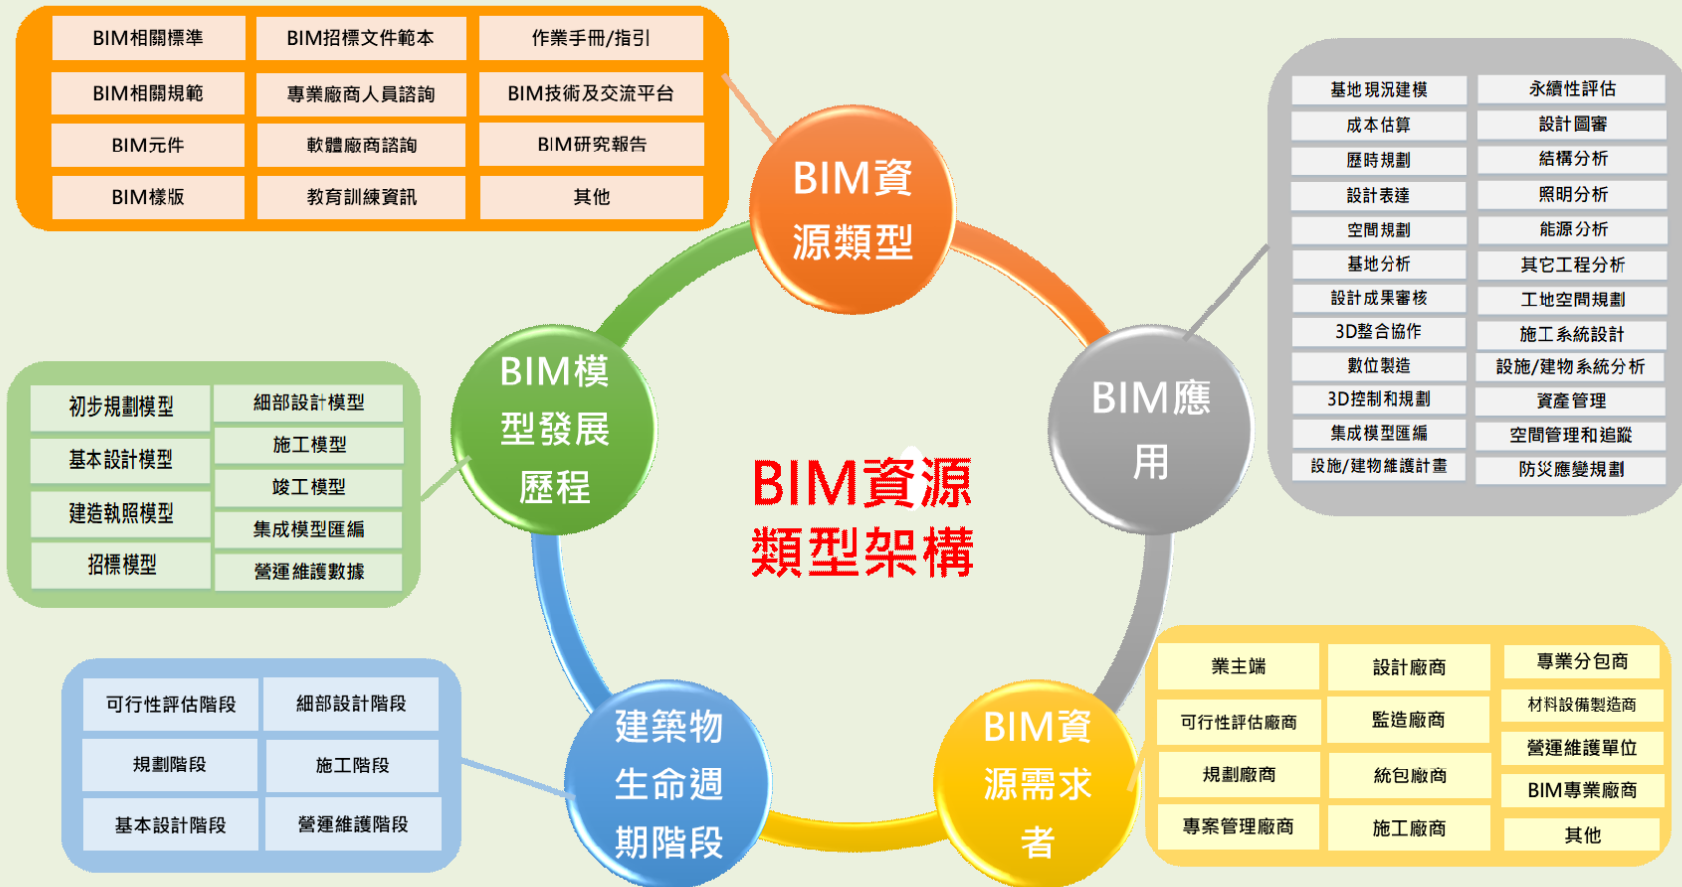 BIM相關標準
BIM招標文件範本
作業手冊/指引
BIM相關規範
專業廠商人員諮詢
BIM技術及交流平台
BIM元件
軟體廠商諮詢
BIM研究報告
BIM樣版
教育訓練資訊
其他
BIM資
源類型
基地現況建模
永續性評估
成本估算
設計圖審
歷時規劃
結構分析
設計表達
照明分析
空間規劃
能源分析
基地分析
其它工程分析
設計成果審核
工地空間規劃
3D整合協作
施工系統設計
數位製造
設施/建物系統分析
3D控制和規劃
資產管理
集成模型匯編
空間管理和追蹤
設施/建物維護計畫
防災應變規劃
BIM應
用
BIM模
型發展
歷程
初步規劃模型
細部設計模型
基本設計模型
施工模型
建造執照模型
竣工模型
招標模型
集成模型匯編
營運維護數據
BIM資源
類型架構
可行性評估階段
細部設計階段
規劃階段
施工階段
基本設計階段
營運維護階段
建築物
生命週
期階段
BIM資
源需求
者
業主端
設計廠商
專業分包商
可行性評估廠商
監造廠商
材料設備製造商
規劃廠商
統包廠商
營運維護單位
專案管理廠商
施工廠商
BIM專業廠商
其他